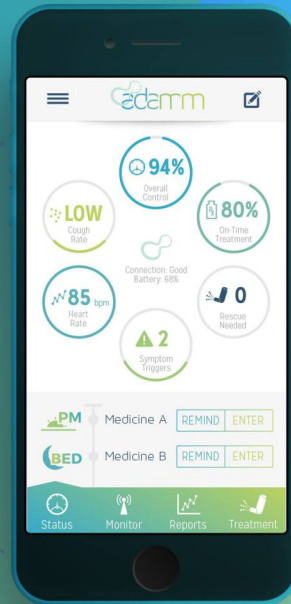 adamm
94%
Overall
Control
LOW
Cough
Rate
80%
On-Time
Treatment
Connection: Good
Battery: 68%
85 bpm
Heart
Rate
0
Rescue
Needed
2
Symptom
Triggers
PM Medicine A REMIND ENTER
BED Medicine B REMIND ENTER
Status Monitor Reports Treatment